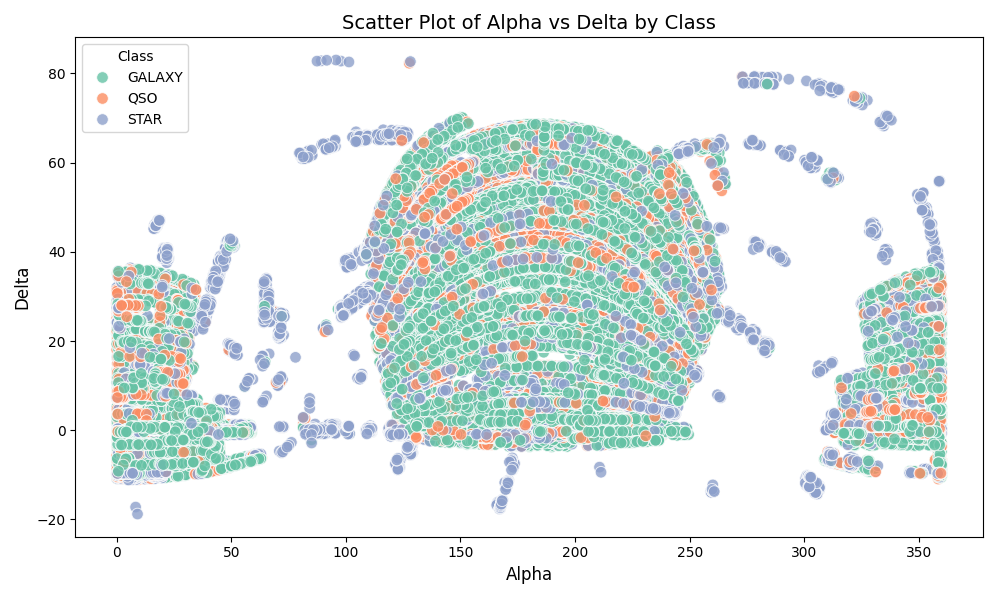 Scatter Plot of Alpha vs Delta by Class
Class
GALAXY
QSO
STAR
Delta
80
60
40
20
0
−20
0
50
100
150
200
250
300
350
Alpha